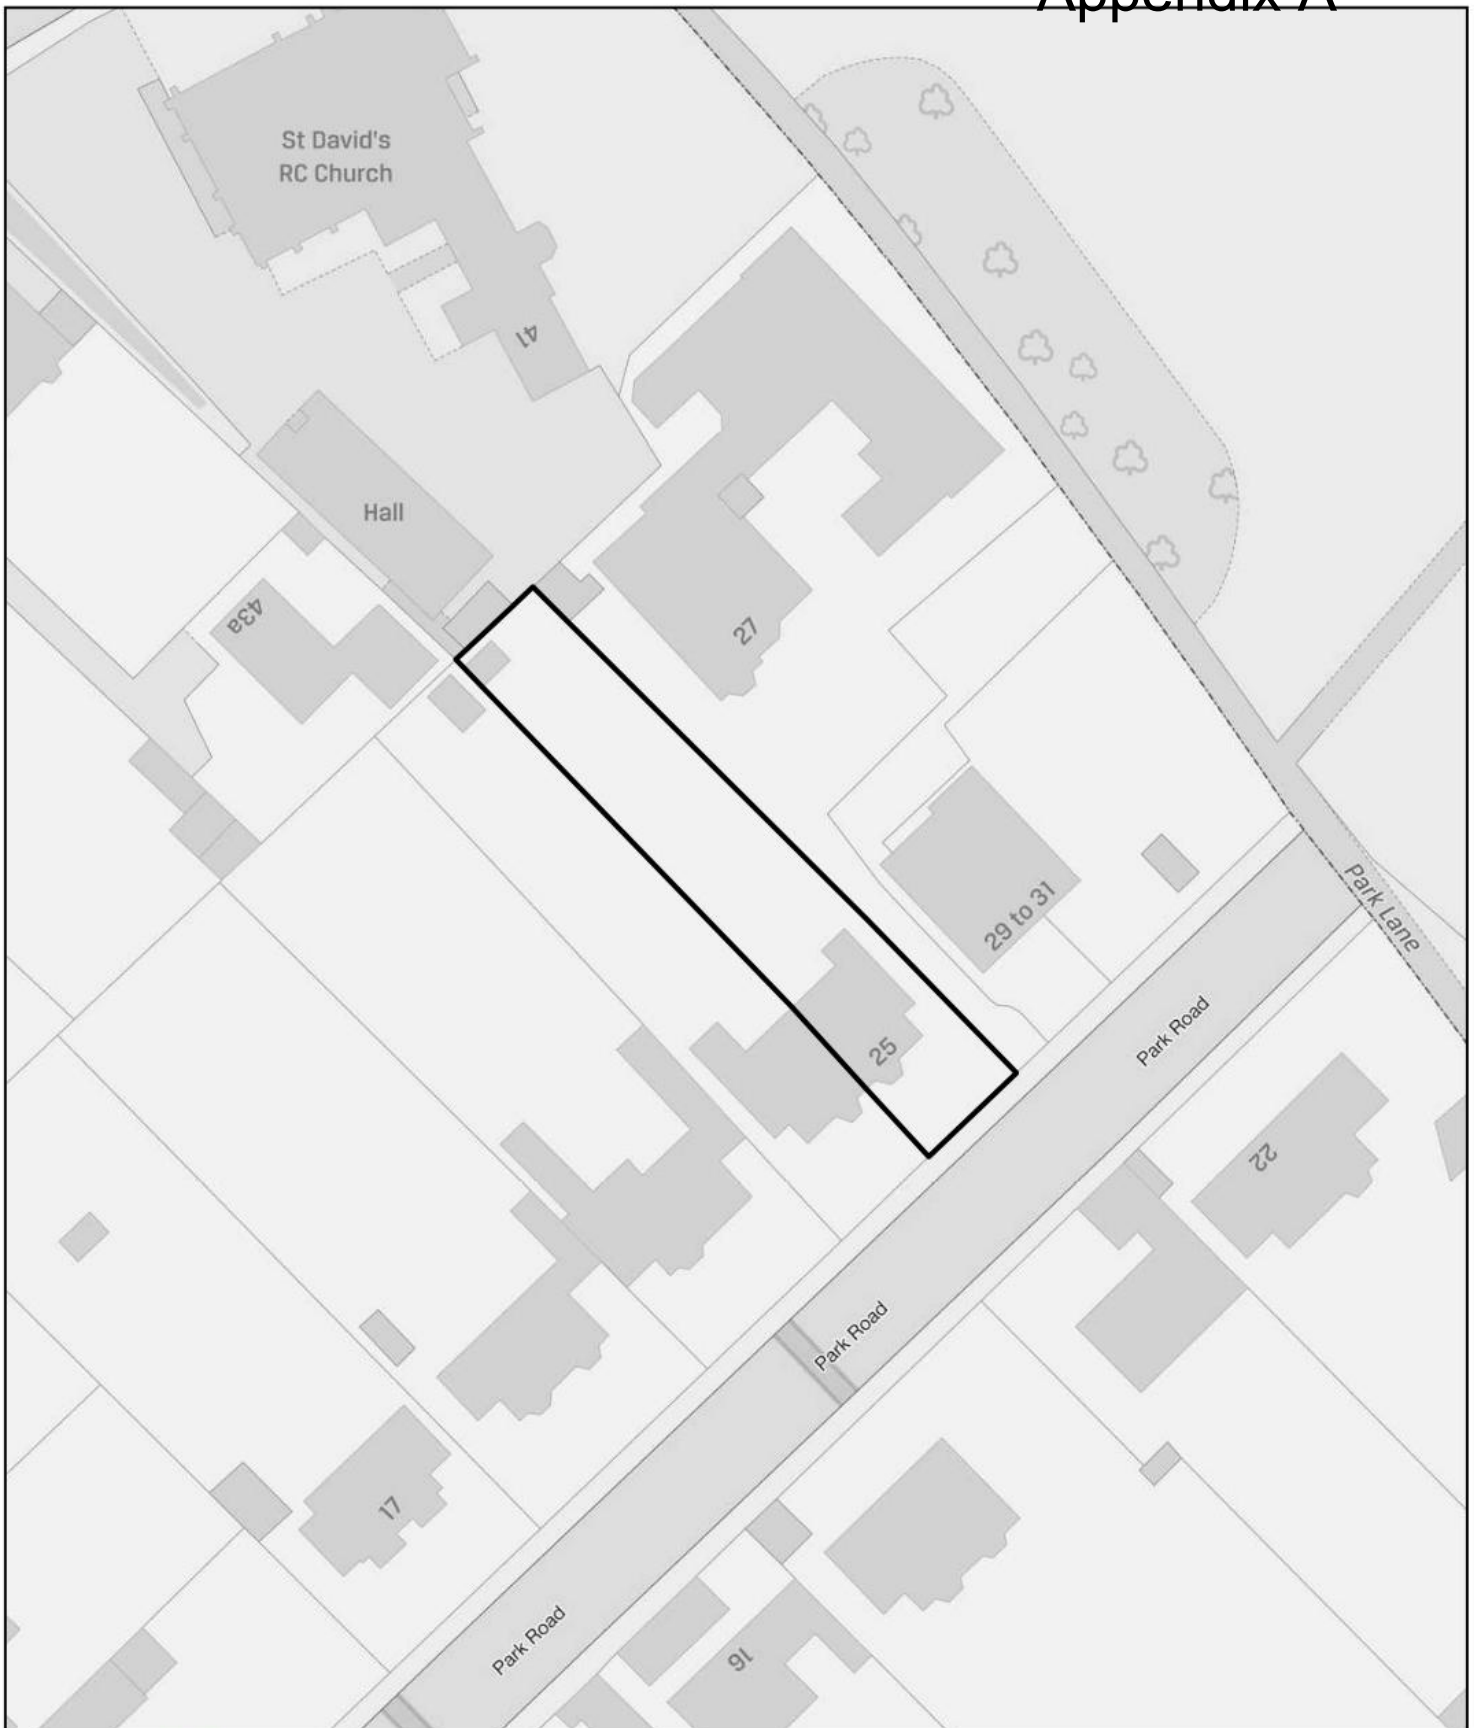 Appendix A
St David's
RC Church
41
Hall
43a
27
29 to 31
Park Lane
25
Park Road
22
Park Road
17
Park Road
16